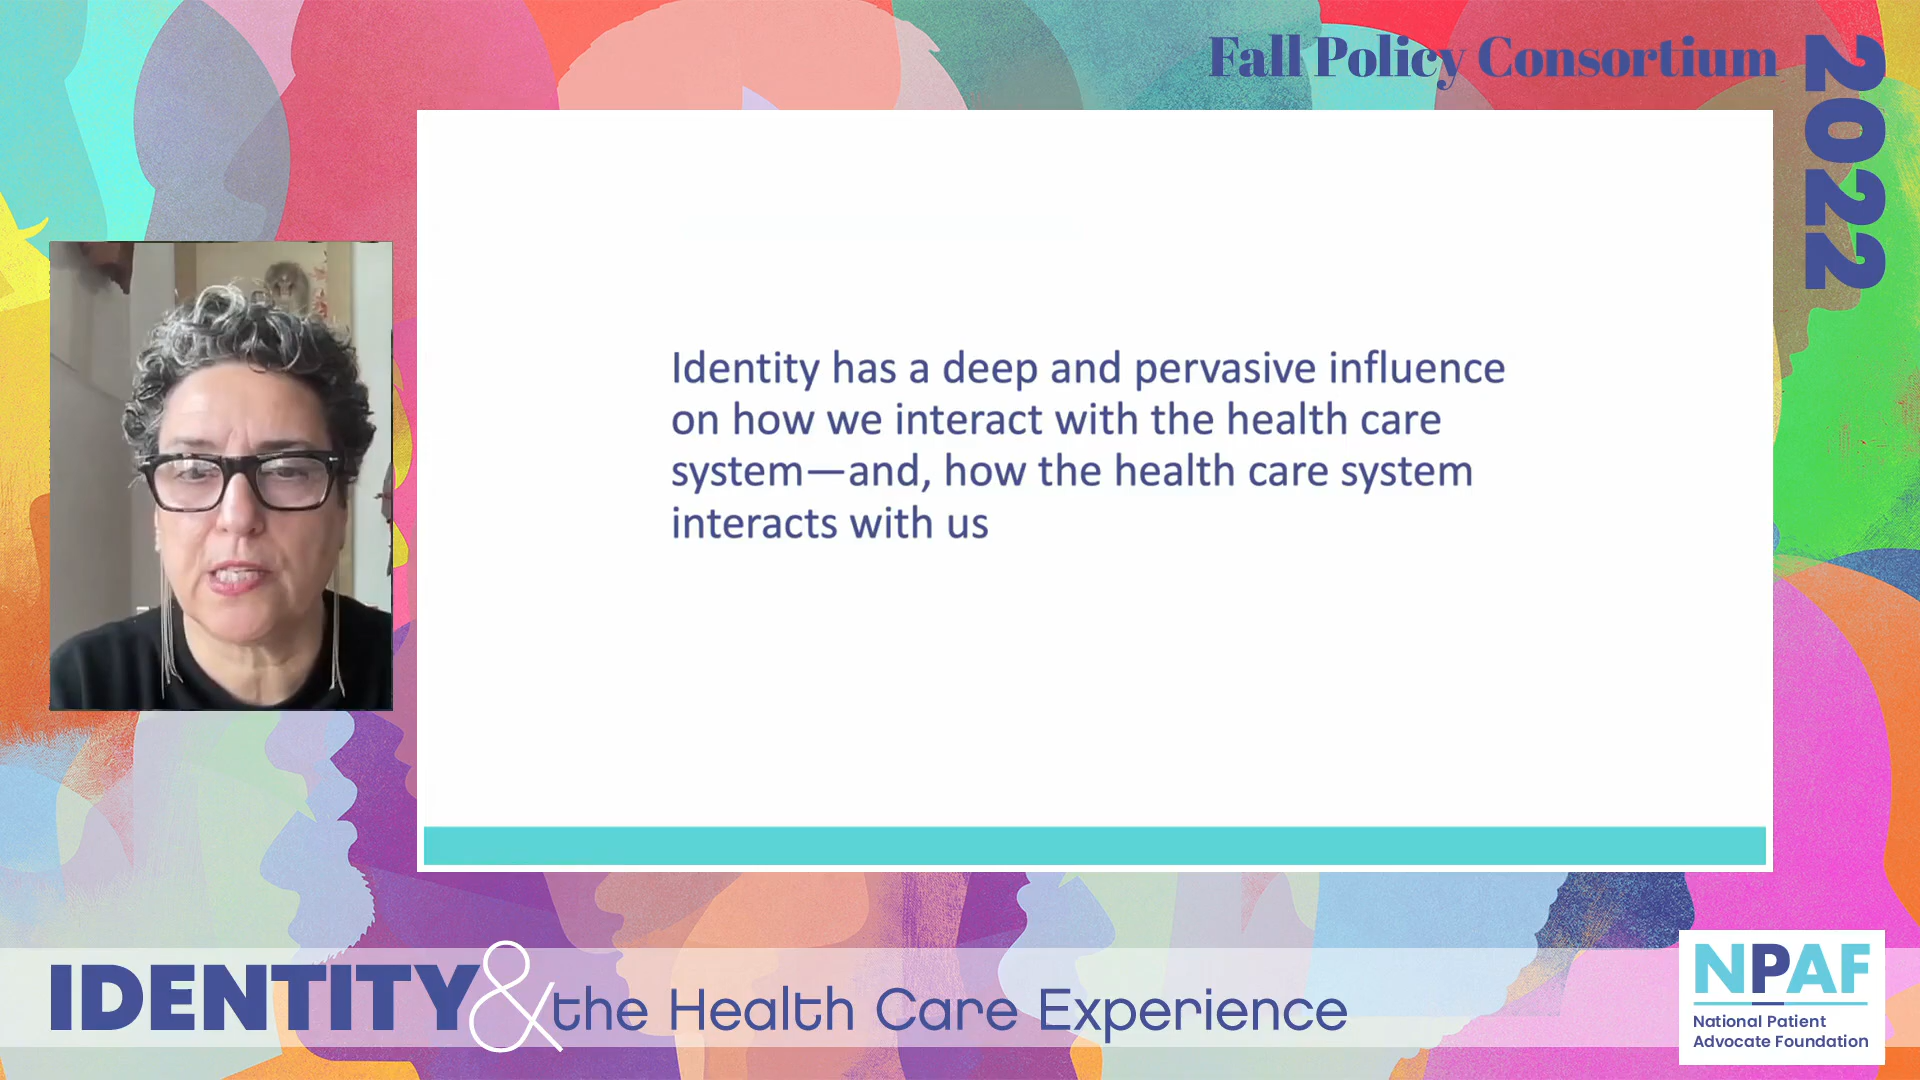 Fall Policy Consortium
2022
Identity has a deep and pervasive influence
on how we interact with the health care
system—and, how the health care system
interacts with us
IDENTITY & the Health Care Experience
NPAF
National Patient
Advocate Foundation